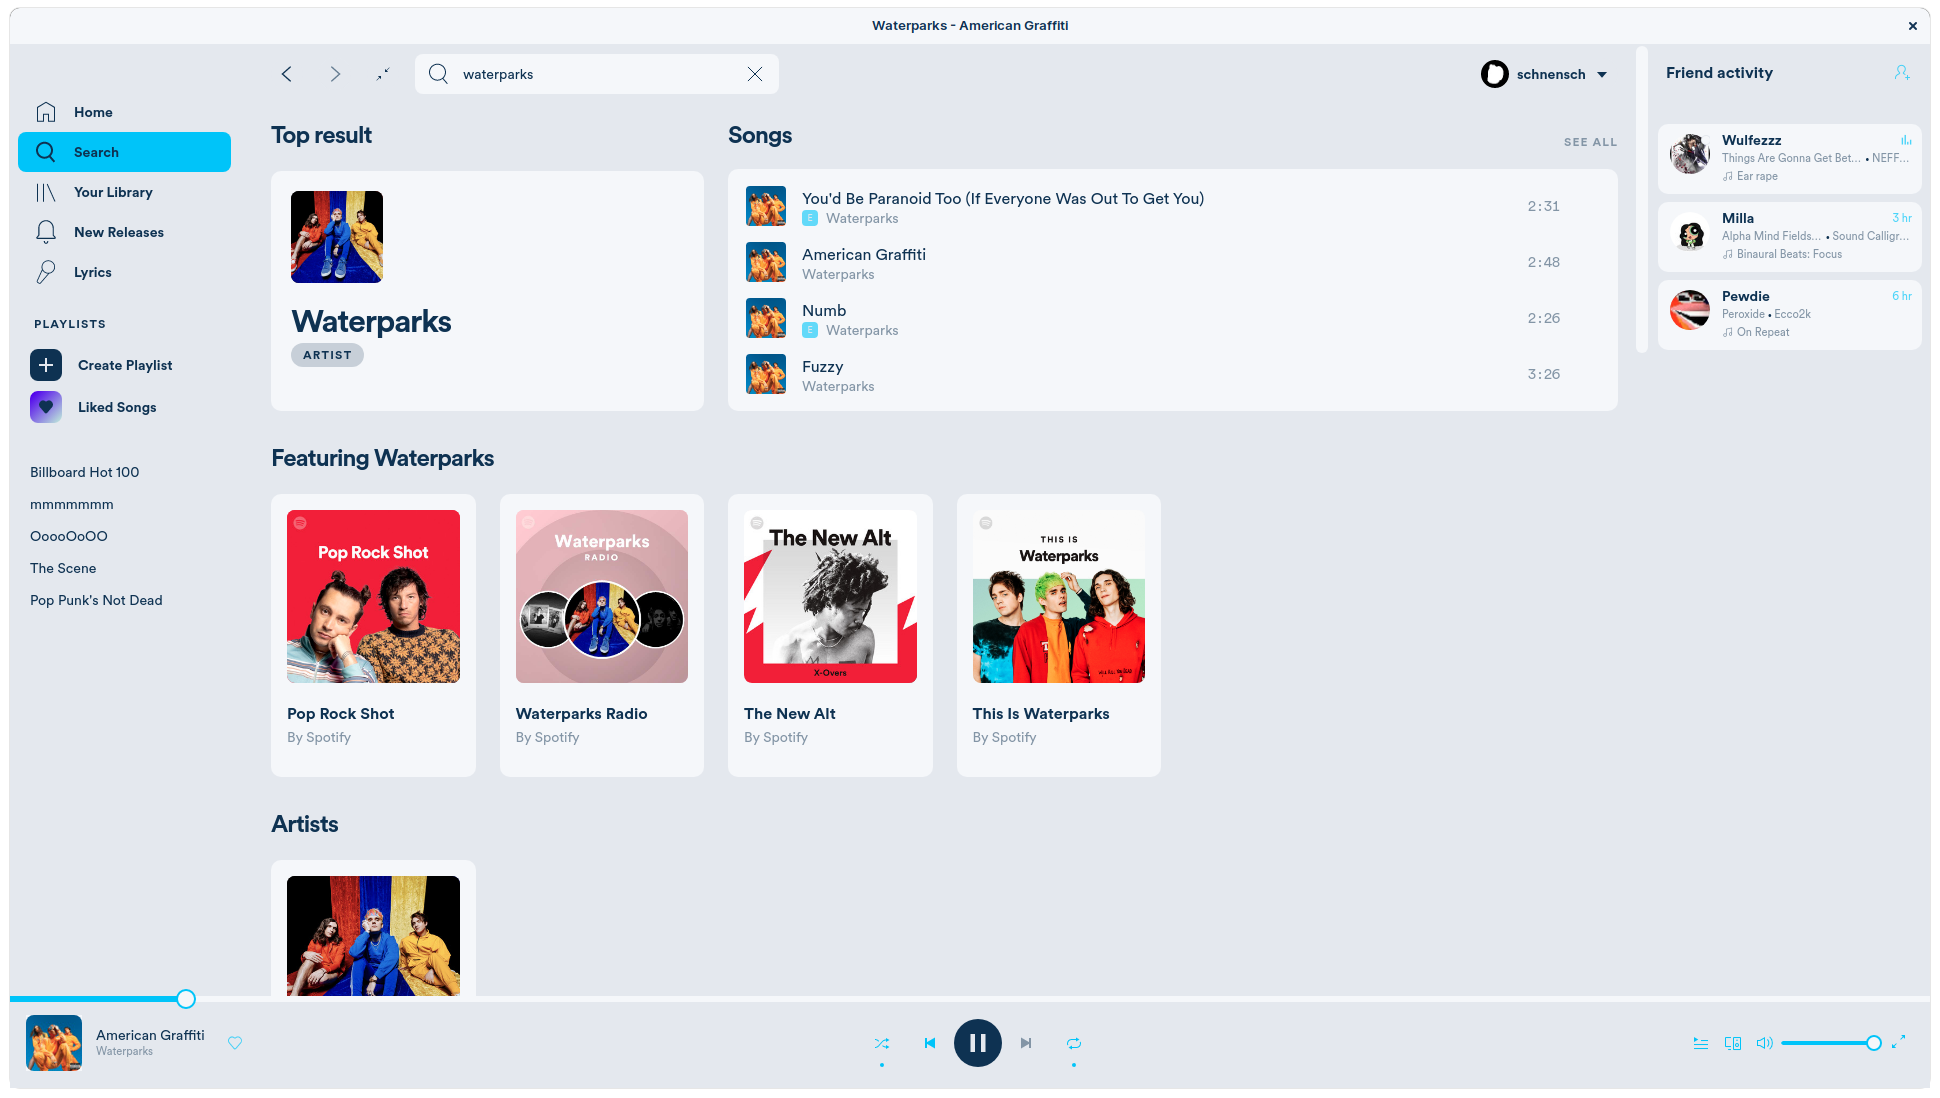 Waterparks - American Graffiti
waterparks
schnensch
Home
Search
Your Library
New Releases
Lyrics
PLAYLISTS
Create Playlist
Liked Songs
Billboard Hot 100
mmmmmmm
OoooOoOO
The Scene
Pop Punk's Not Dead
Top result
Waterparks
ARTIST
Songs
SEE ALL
You'd Be Paranoid Too (If Everyone Was Out To Get You)
E Waterparks
2:31
American Graffiti
Waterparks
2:48
Numb
E Waterparks
2:26
Fuzzy
Waterparks
3:26
Featuring Waterparks
Pop Rock Shot
Pop Rock Shot
By Spotify
Waterparks
RADIO
Waterparks Radio
By Spotify
The New Alt
X-Overs
The New Alt
By Spotify
THIS IS
Waterparks
This Is Waterparks
By Spotify
Artists
Friend activity
Wulfezzz
Things Are Gonna Get Bet... • NEFF...
Ear rape
Milla
3 hr
Alpha Mind Fields... • Sound Calligr...
Binaural Beats: Focus
Pewdie
6 hr
Peroxide • Ecco2k
On Repeat
American Graffiti
Waterparks